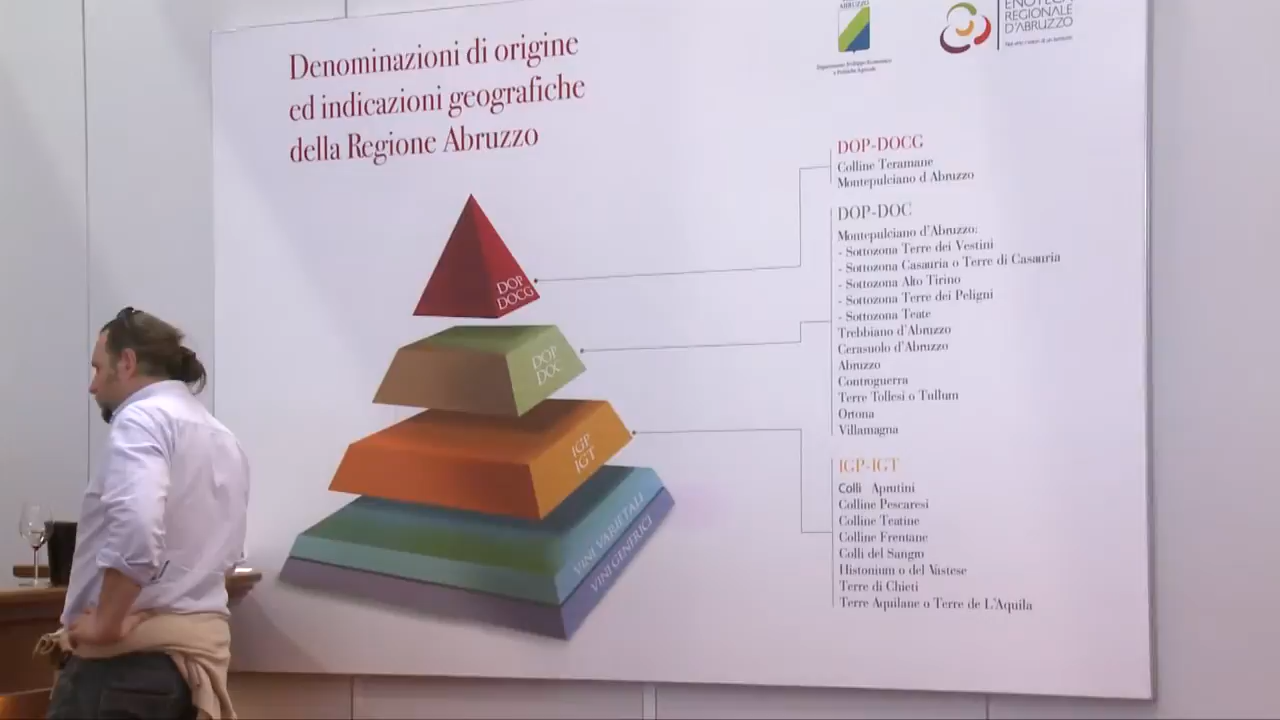 Denominazioni di origine
ed indicazioni geografiche
della Regione Abruzzo
ABRUZZO
ENOTECA
REGIONALE
D'ABRUZZO
DOP
DOCG
DOP
DOC
IGP
IGT
VINI VARIETALI
VINI GENERICI
DOP-DOCG
Colline Teramane
Montepulciano d Abruzzo
DOP-DOC
Montepulciano d'Abruzzo:
- Sottozona Terre dei Vestini
- Sottozona Casauria o Terre di Casauria
- Sottozona Alto Tirino
- Sottozona Terre dei Peligni
- Sottozona Teate
Trebbiano d'Abruzzo
Cerasuolo d'Abruzzo
Abruzzo
Controguerra
Terre Tollesi o Tullum
Ortona
Villamagna
IGP-IGT
Colli Aprutini
Colline Pescaresi
Colline Teatine
Colline Frentane
Colli del Sangro
Histonium o del Vastese
Terre di Chieti
Terre Aquilane o Terre de L'Aquila